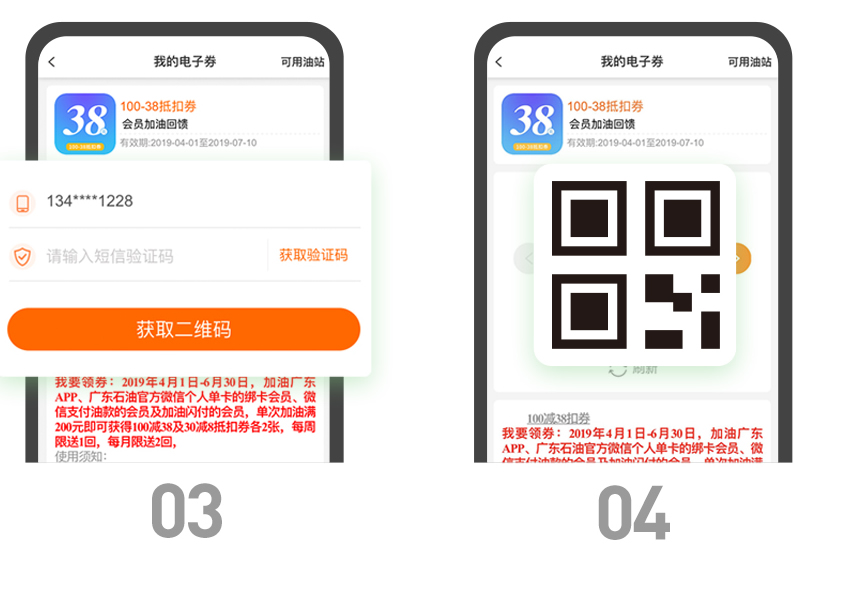 我的电子券
可用油站
38
100-38抵扣券
100-38抵扣券
会员加油回馈
有效期:2019-04-01至2019-07-10
134****1228
请输入短信验证码
获取验证码
获取二维码
我要领券：2019年4月1日-6月30日，加油广东
APP、广东石油官方微信个人单卡的绑卡会员、微
信支付油款的会员及加油闪付的会员，单次加油满
200元即可获得100减38及30减8抵扣券各2张，每周
限送1回，每月限送2回，
使用须知:
03
我的电子券
可用油站
38
100-38抵扣券
100-38抵扣券
会员加油回馈
有效期:2019-04-01至2019-07-10
刷新
100减38扣券
我要领券：2019年4月1日-6月30日，加油广东
APP、广东石油官方微信个人单卡的绑卡会员、微
信支付油款的会员及加油闪付的会员，单次加油满
04